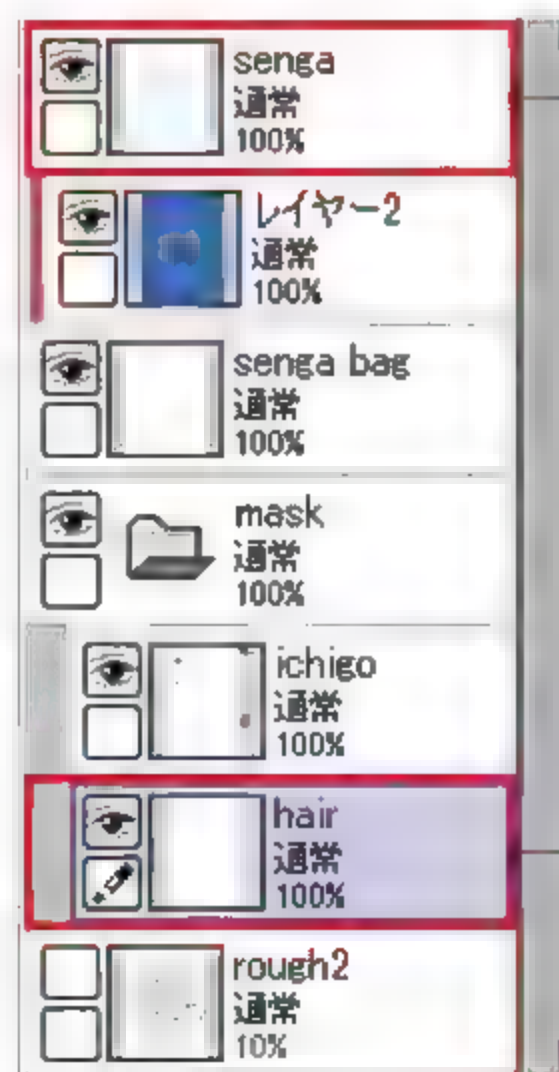 senga
通常
100%
レイヤー2
通常
100%
senga bag
通常
100%
mask
通常
100%
ichigo
通常
100%
hair
通常
100%
rough2
通常
10%